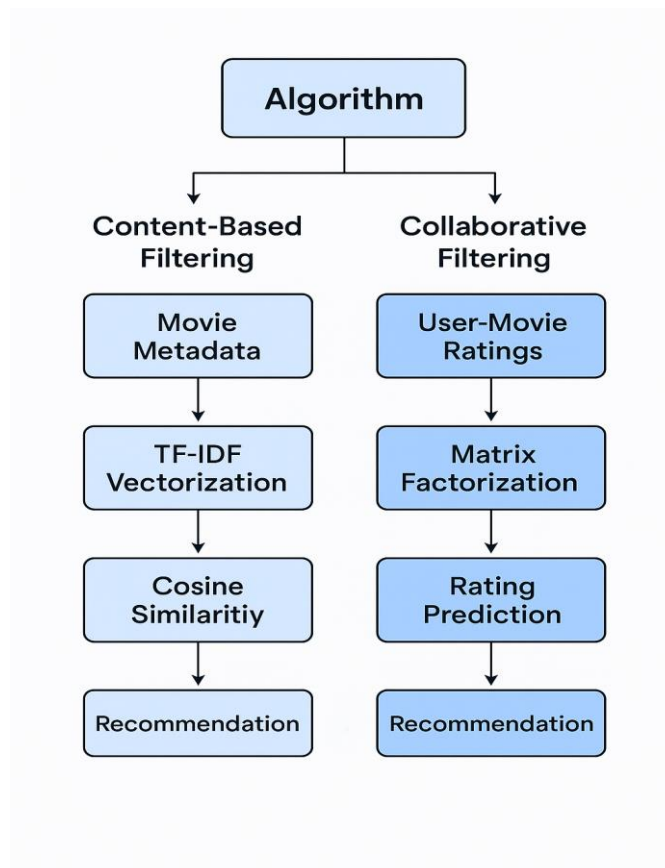 Algorithm
Content-Based
Filtering
Collaborative
Filtering
Movie
Metadata
User-Movie
Ratings
TF-IDF
Vectorization
Matrix
Factorization
Cosine
Similaritiy
Rating
Prediction
Recommendation
Recommendation